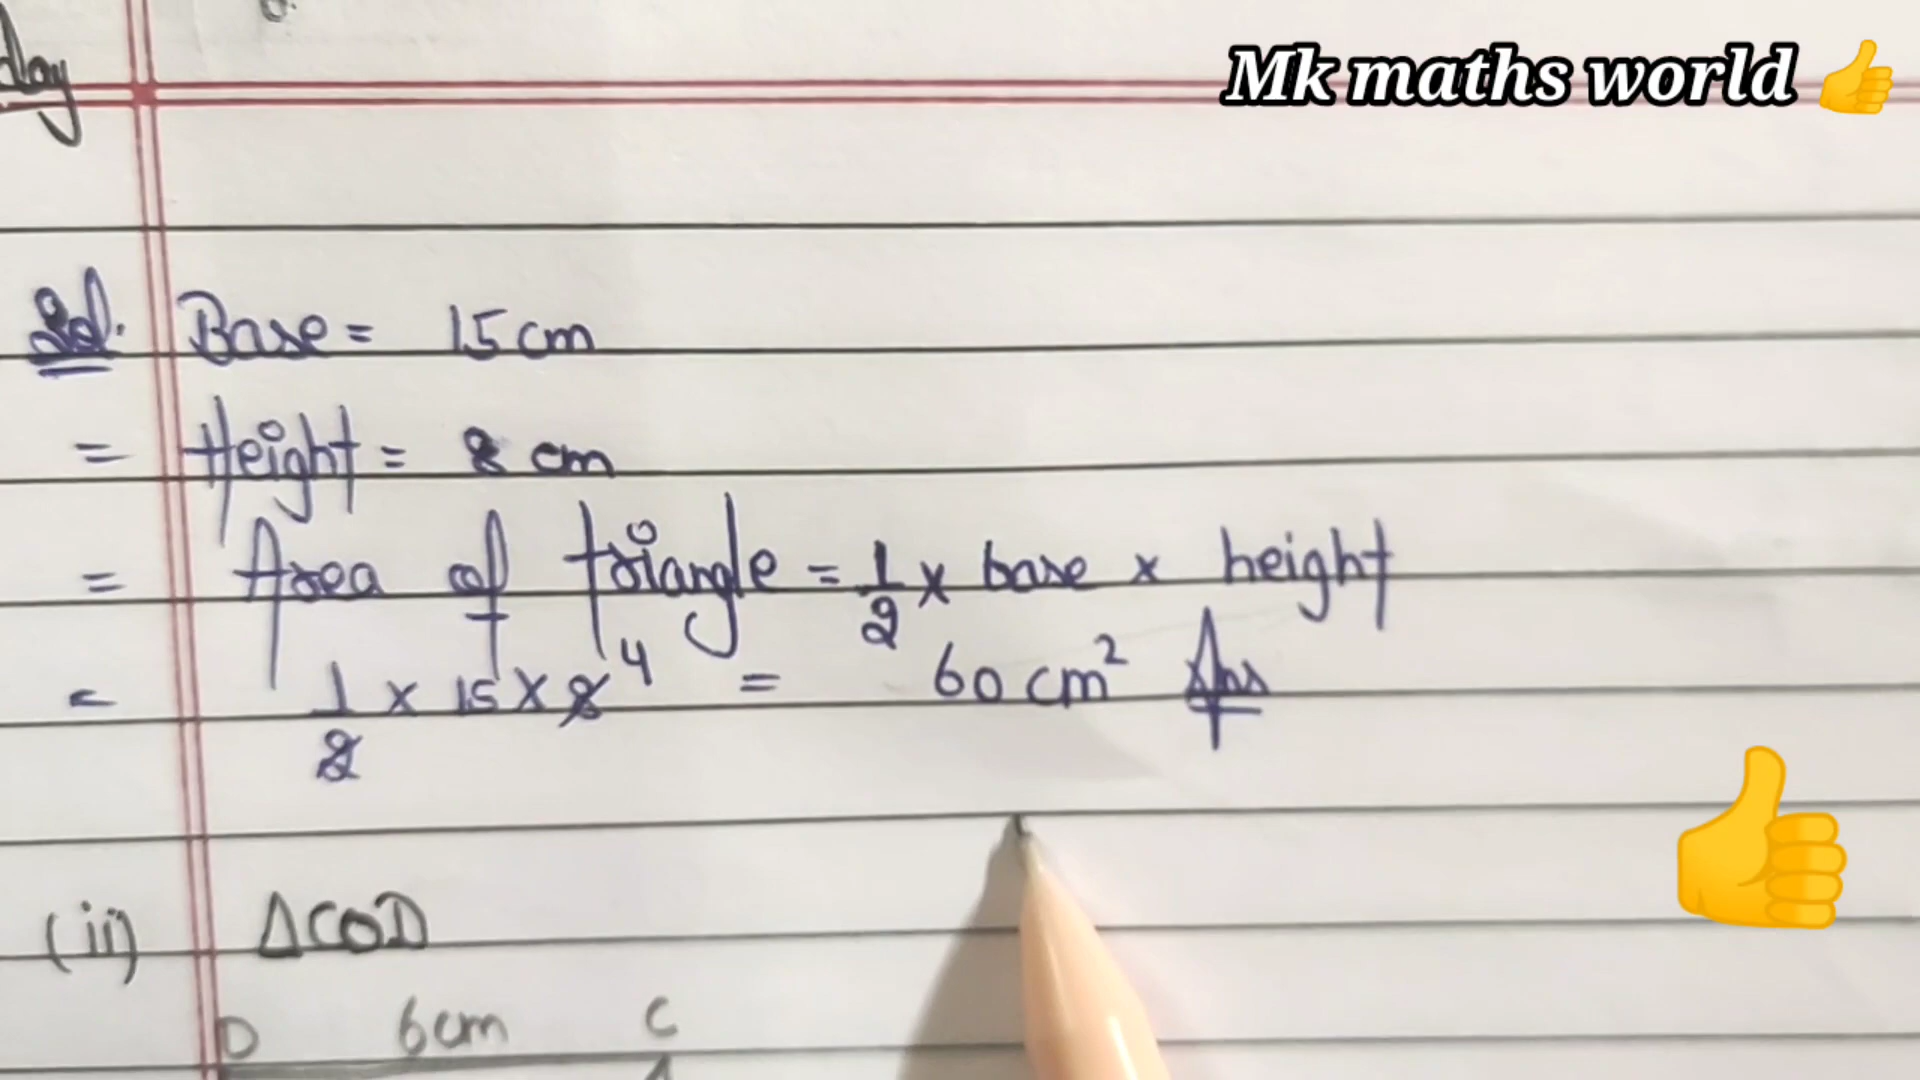 day
Mk maths world 👍
Sol. Base = 15 cm
= Height = 8 cm
= Area of triangle = 1/2 × base × height
= 1/2 × 15 × 8 4 = 60 cm² Ans
(ii) ΔCOD
D 6cm C